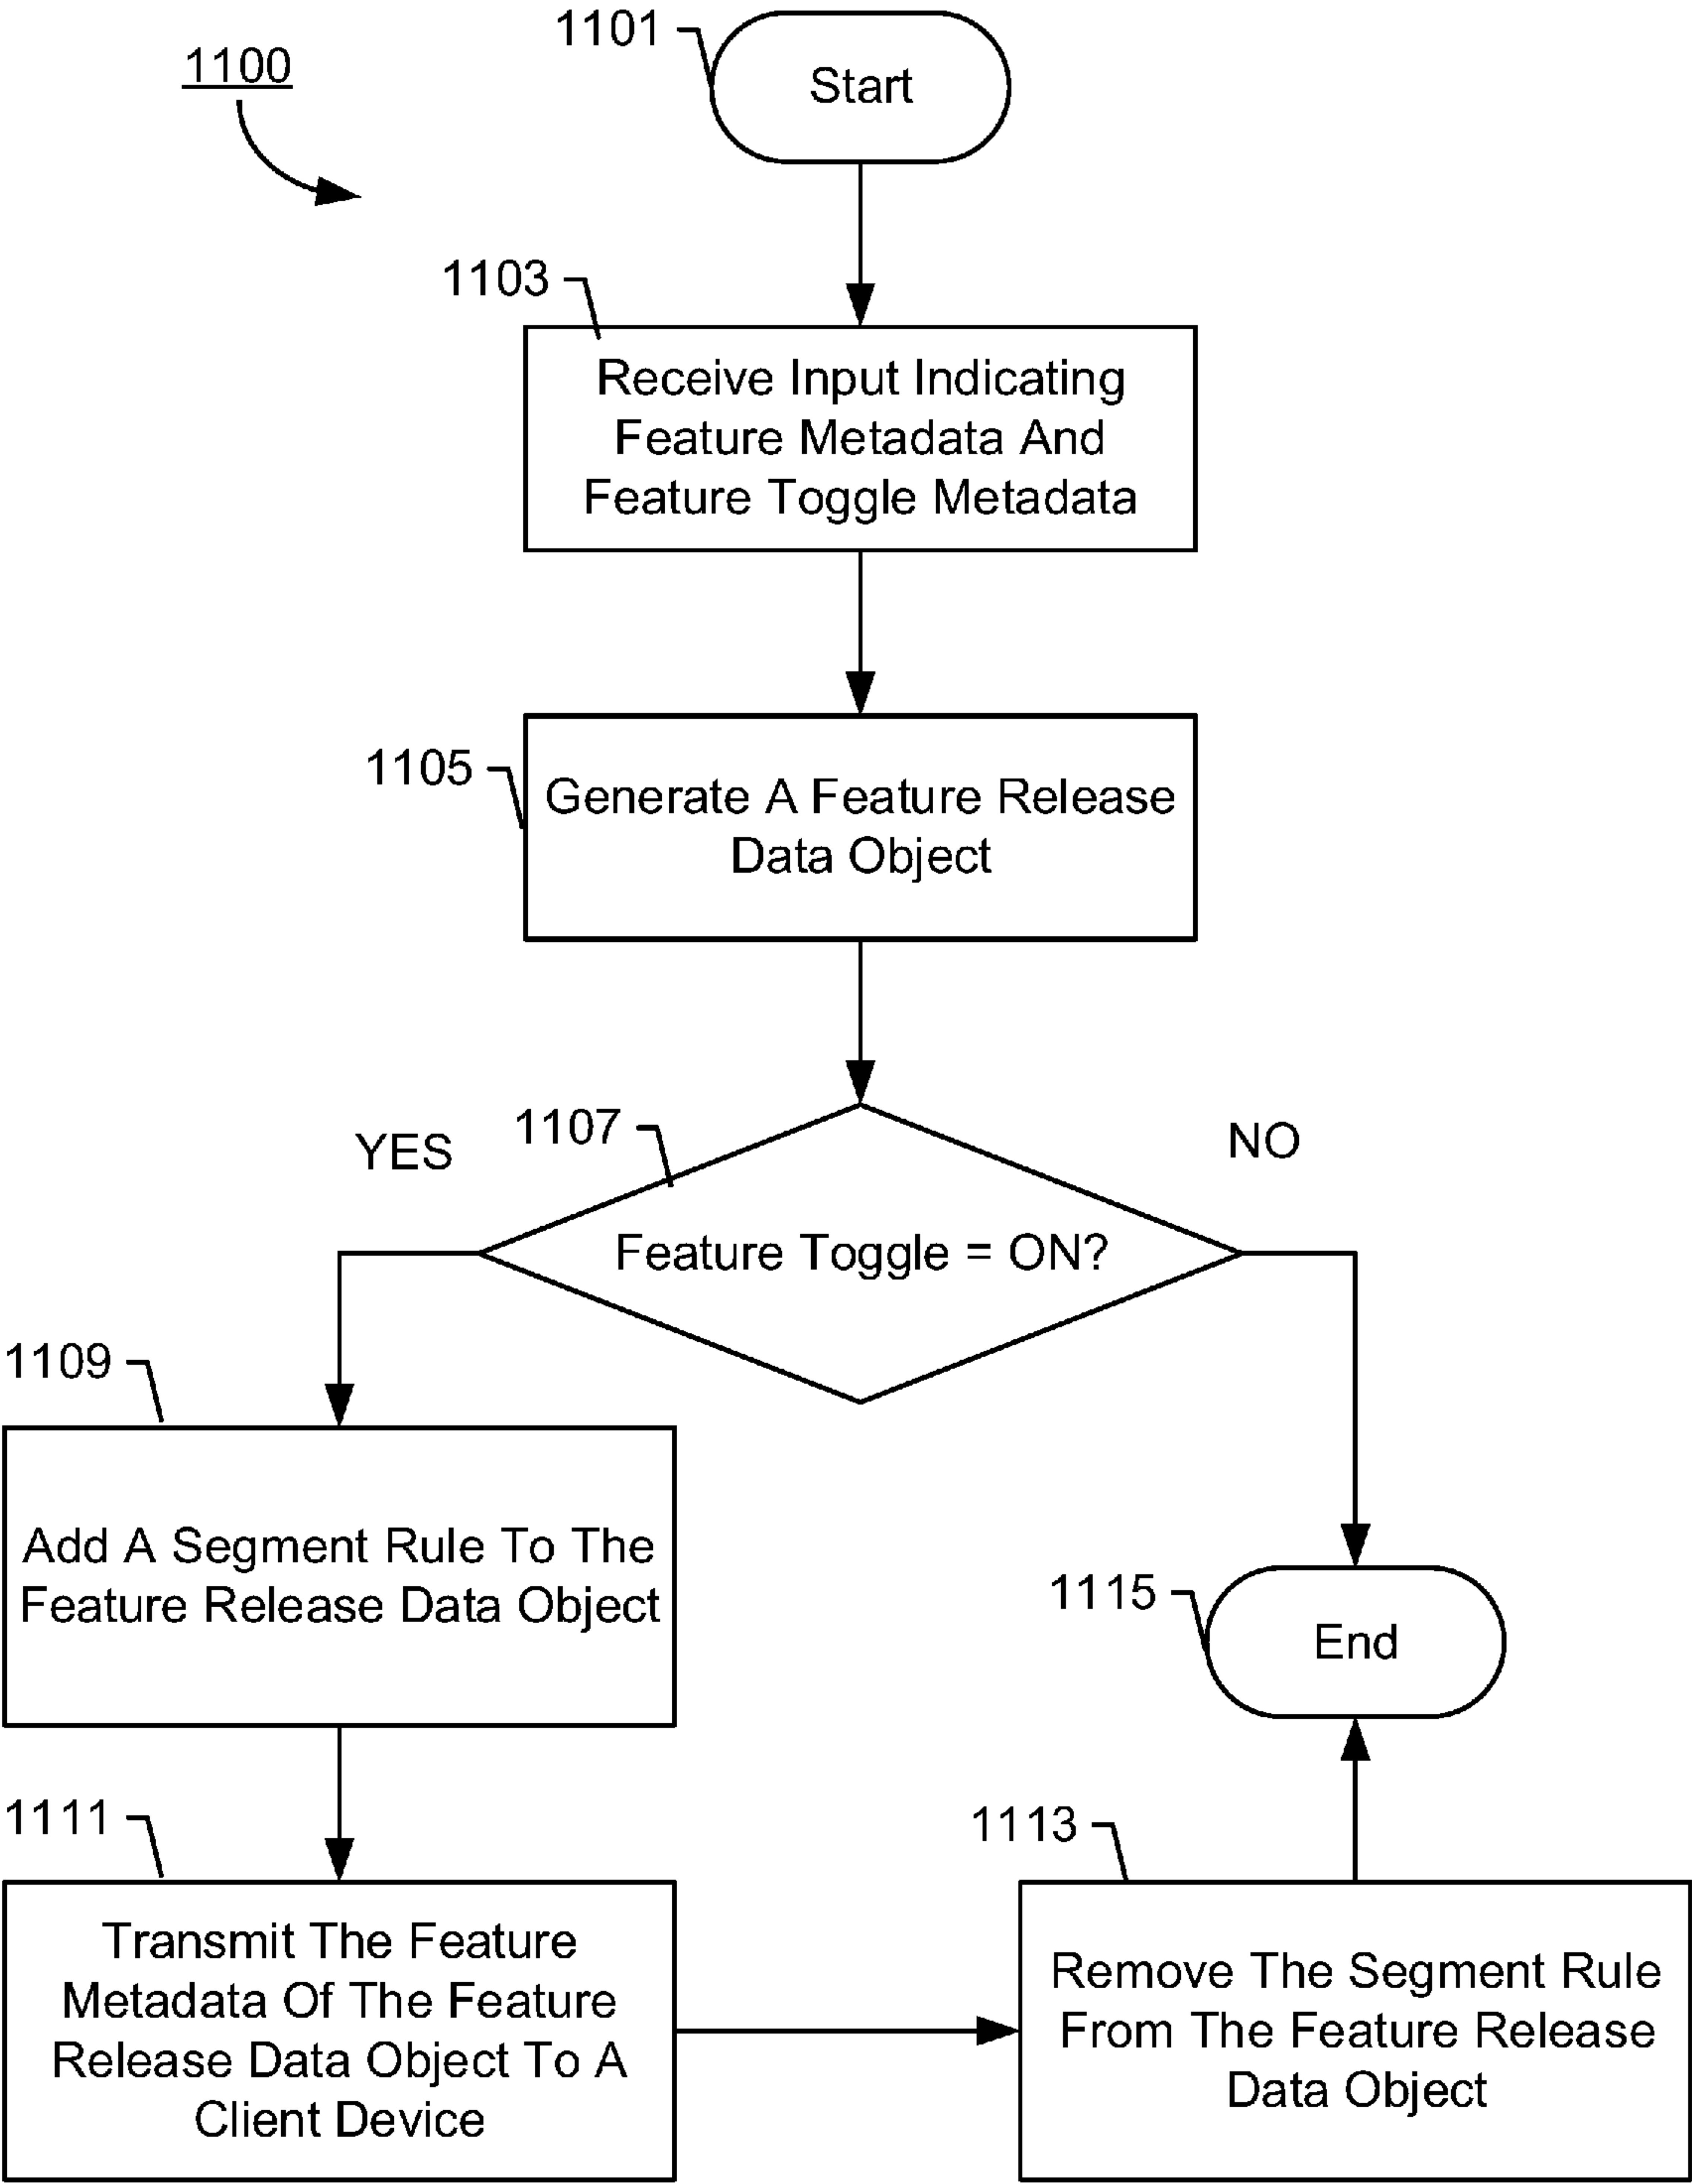 1100
1101
Start
1103
Receive Input Indicating
Feature Metadata And
Feature Toggle Metadata
1105
Generate A Feature Release
Data Object
1107
YES
NO
Feature Toggle = ON?
1109
Add A Segment Rule To The
Feature Release Data Object
1115
End
1111
Transmit The Feature
Metadata Of The Feature
Release Data Object To A
Client Device
1113
Remove The Segment Rule
From The Feature Release
Data Object